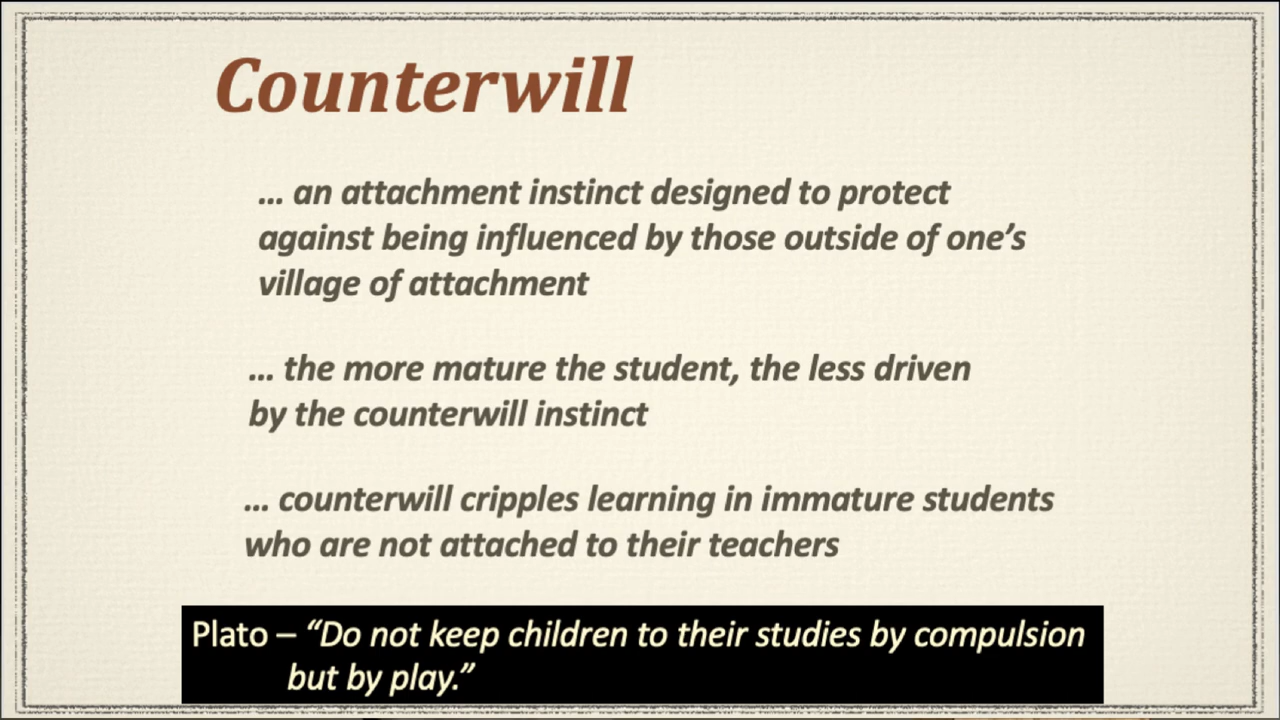 Counterwill
... an attachment instinct designed to protect
against being influenced by those outside of one’s
village of attachment
... the more mature the student, the less driven
by the counterwill instinct
... counterwill cripples learning in immature students
who are not attached to their teachers
Plato – “Do not keep children to their studies by compulsion
but by play.”